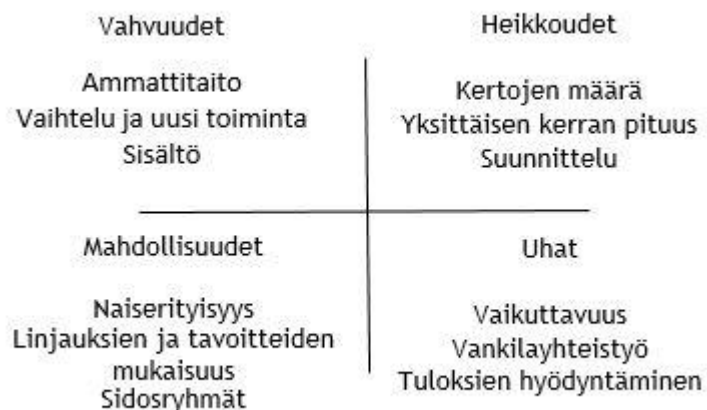 Vahvuudet
Ammattitaito
Vaihtelu ja uusi toiminta
Sisältö
Heikkoudet
Kertojen määrä
Yksittäisen kerran pituus
Suunnittelu
Mahdollisuudet
Naiserityisyys
Linjauksien ja tavoitteiden
mukaisuus
Sidosryhmät
Uhat
Vaikuttavuus
Vankilayhteistyö
Tuloksien hyödyntäminen